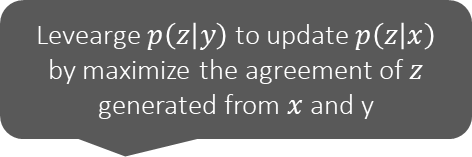 Levearge p(z|y) to update p(z|x)
by maximize the agreement of z
generated from x and y